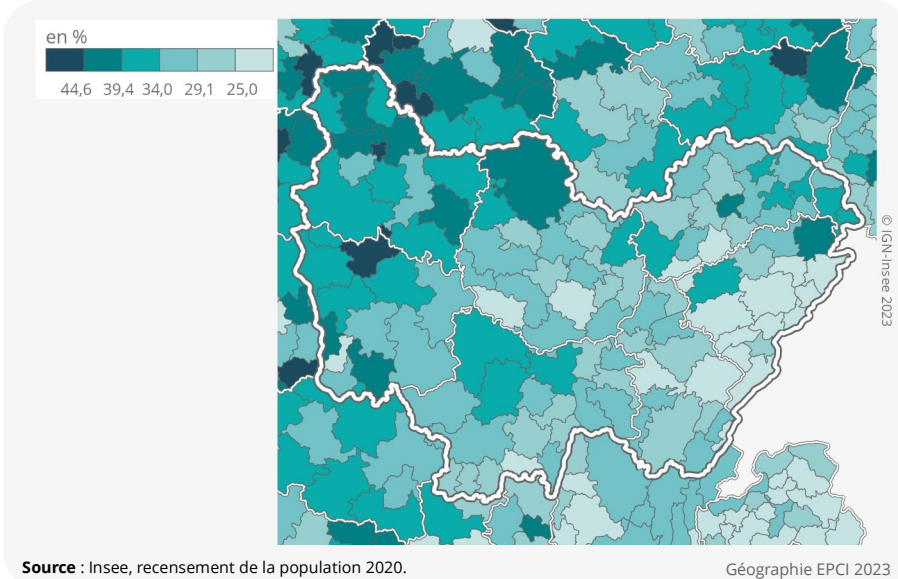 en %
44,6 39,4 34,0 29,1 25,0
© IGN-Insee 2023
Source : Insee, recensement de la population 2020.
Géographie EPCI 2023